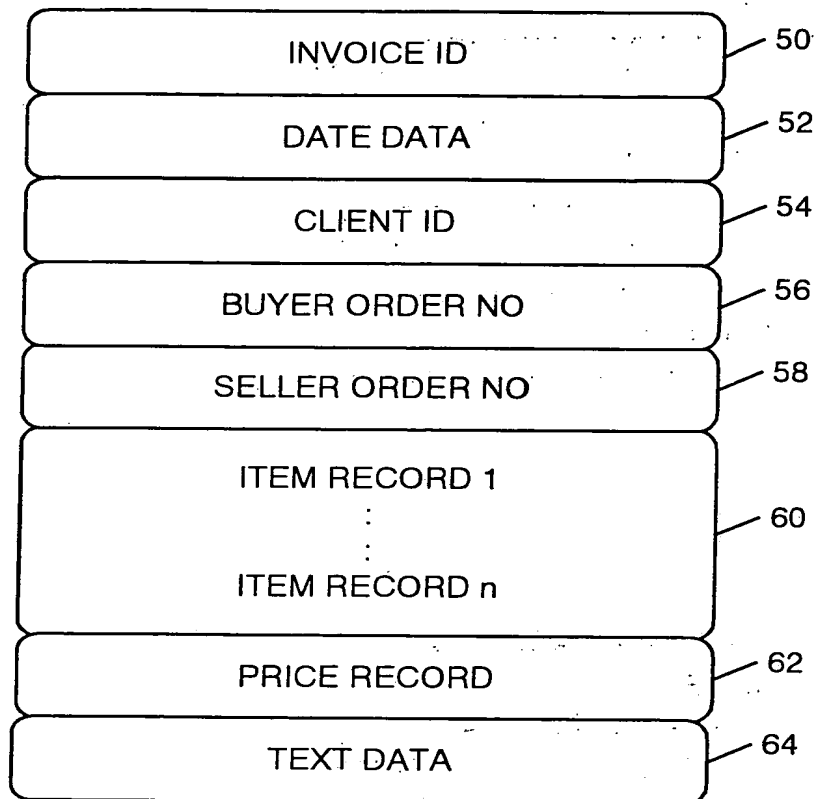 INVOICE ID 50
DATE DATA 52
CLIENT ID 54
BUYER ORDER NO 56
SELLER ORDER NO 58
ITEM RECORD 1
60
ITEM RECORD n
PRICE RECORD 62
TEXT DATA 64